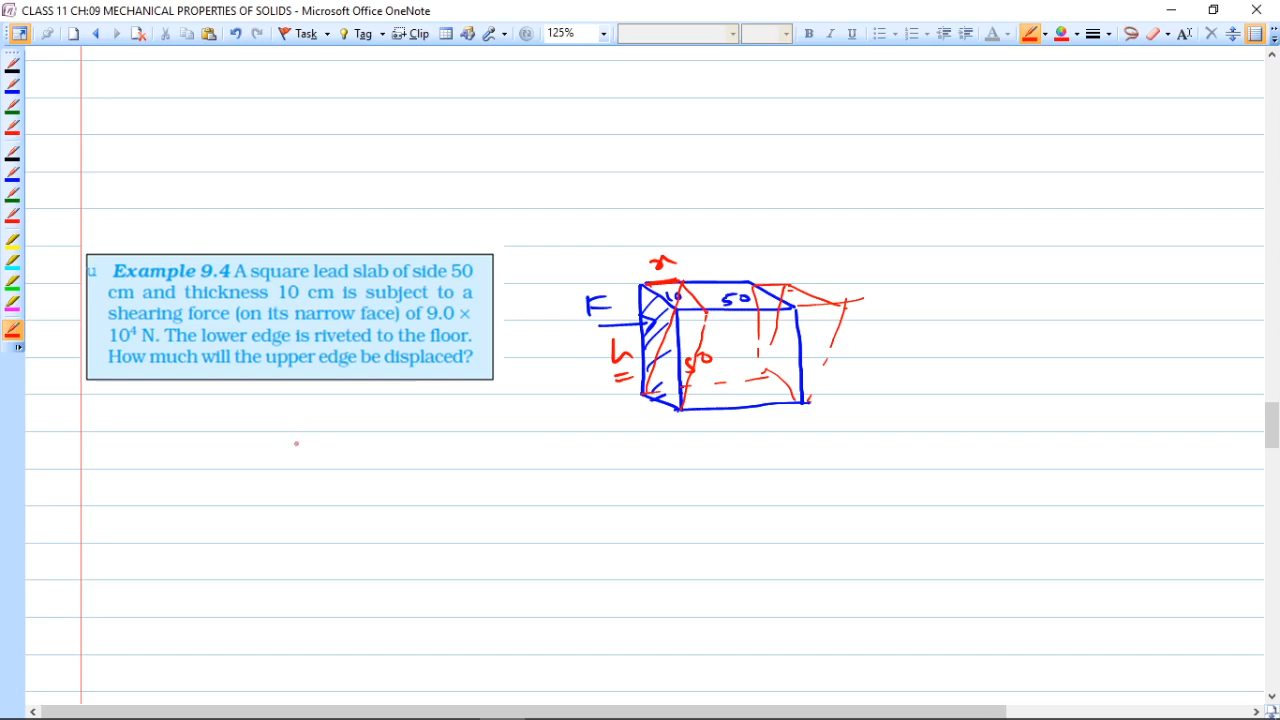 CLASS 11 CH:09 MECHANICAL PROPERTIES OF SOLIDS - Microsoft Office OneNote
Task Tag Clip 125% B I U
u Example 9.4 A square lead slab of side 50
cm and thickness 10 cm is subject to a
shearing force (on its narrow face) of 9.0 ×
10⁴ N. The lower edge is riveted to the floor.
How much will the upper edge be displaced?
x
10 50
F
h
50